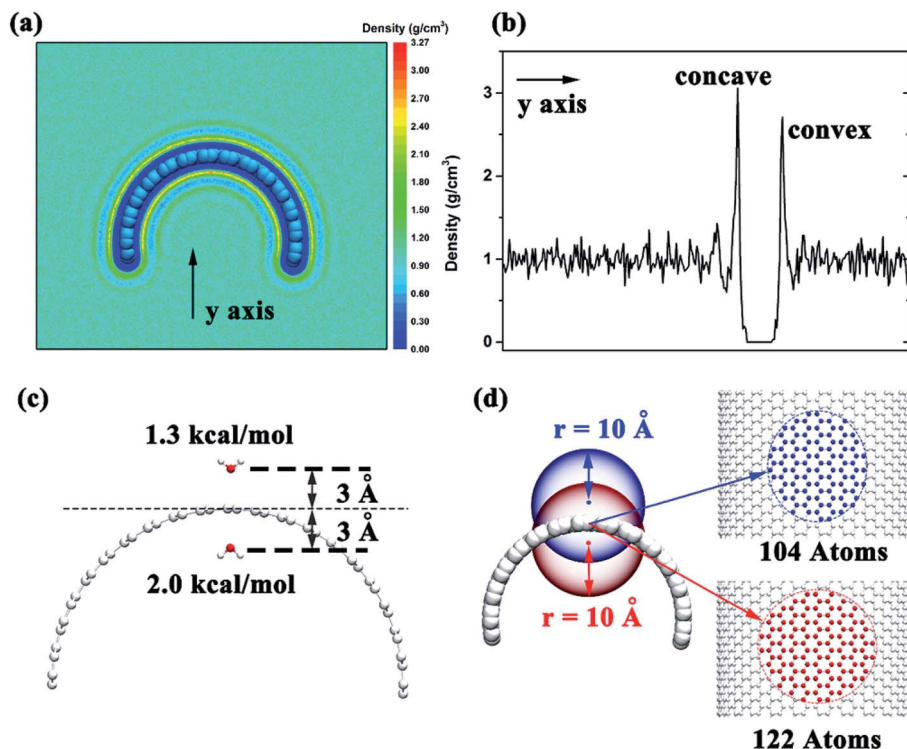 (a)
Density (g/cm³)
3.27
3.00
2.70
2.40
2.10
1.80
1.50
1.20
0.90
0.60
0.30
0.00
y axis
(b)
Density (g/cm³)
3
2
1
0
y axis
concave
convex
(c)
1.3 kcal/mol
3 Å
3 Å
2.0 kcal/mol
(d)
r = 10 Å
r = 10 Å
104 Atoms
122 Atoms